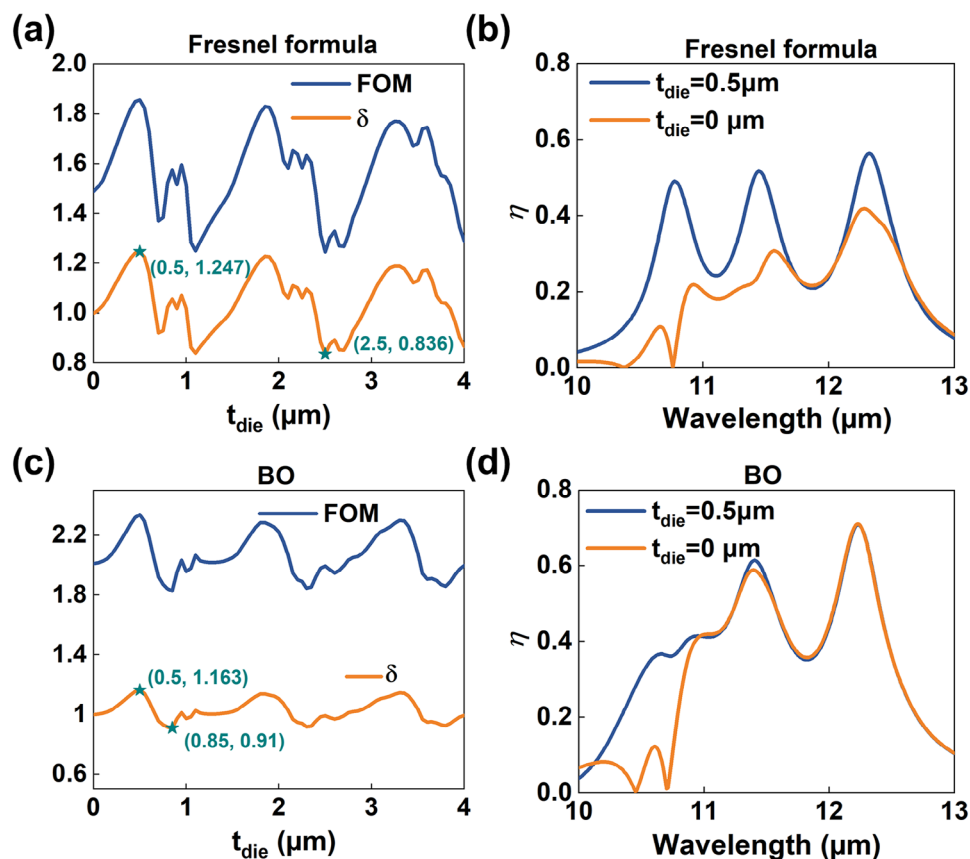 (a)
Fresnel formula
2.0
1.8
1.6
1.4
1.2
1.0
0.8
FOM
δ
(0.5, 1.247)
(2.5, 0.836)
0 1 2 3 4
t_die (μm)
(b)
Fresnel formula
0.8
0.6
0.4
0.2
0.0
η
t_die=0.5μm
t_die=0 μm
10 11 12 13
Wavelength (μm)
(c)
BO
2.2
1.8
1.4
1
0.6
FOM
δ
(0.5, 1.163)
(0.85, 0.91)
0 1 2 3 4
t_die (μm)
(d)
BO
0.8
0.6
0.4
0.2
0.0
η
t_die=0.5μm
t_die=0 μm
10 11 12 13
Wavelength (μm)